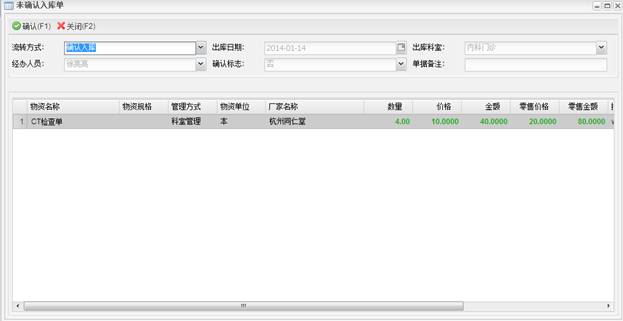 未确认入库单
确认(F1) 关闭(F2)
流转方式: 确认入库 出库日期: 2014-01-14 出库科室: 内科门诊
经办人员: 徐亮亮 确认标志: 否 单据备注:
物资名称 物资规格 管理方式 物资单位 厂家名称 数量 价格 金额 零售价格 零售金额
1 CT检查单 科室管理 本 杭州同仁堂 4.00 10.0000 40.0000 20.0000 80.0000